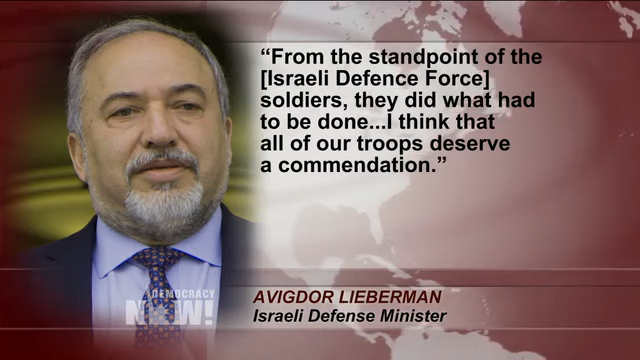 “From the standpoint of the
[Israeli Defence Force]
soldiers, they did what had
to be done...I think that
all of our troops deserve
a commendation.”
DEMOCRACY
NOW!
AVIGDOR LIEBERMAN
Israeli Defense Minister